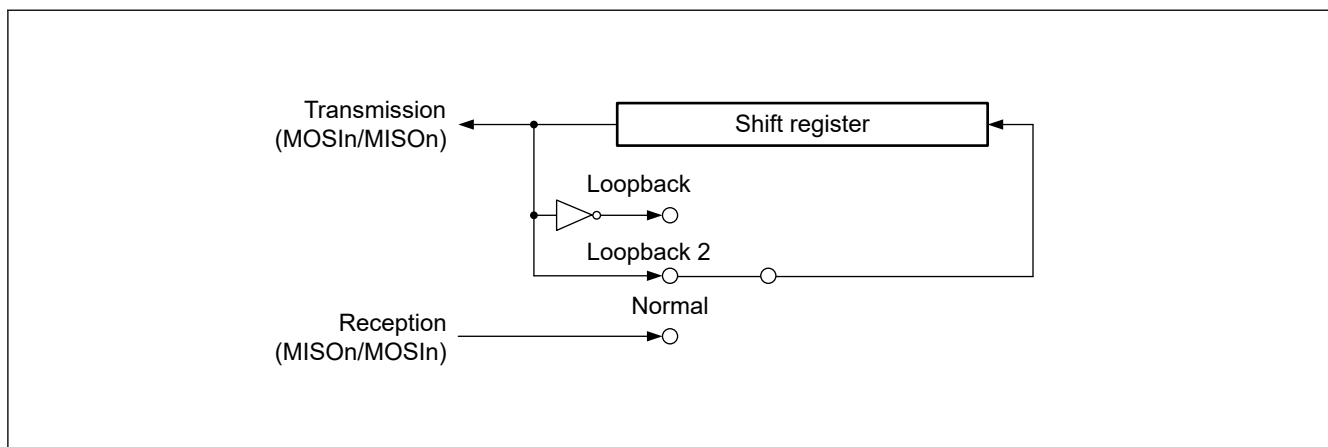 Transmission
(MOSIn/MISOn)
Shift register
Loopback
Loopback 2
Normal
Reception
(MISOn/MOSIn)